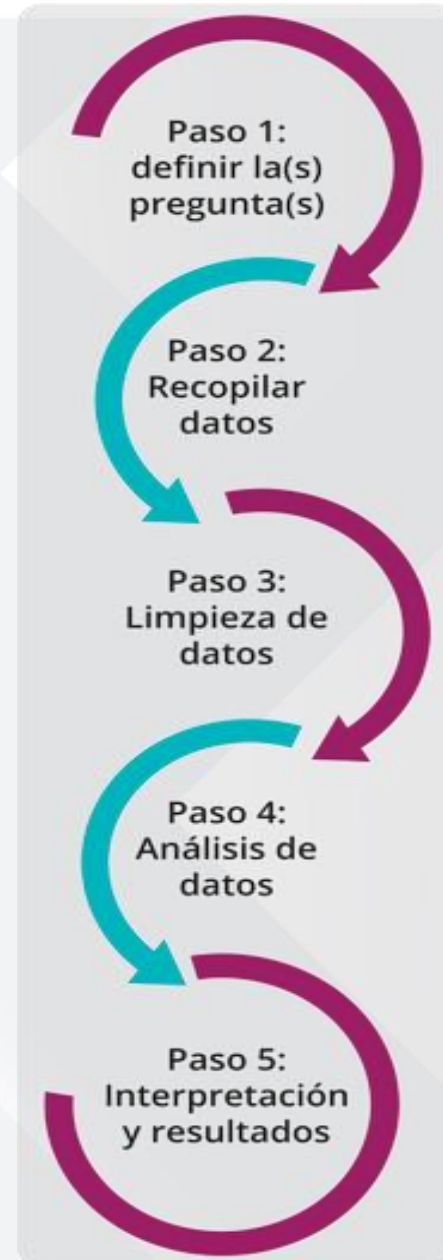 Paso 1:
definir la(s)
pregunta(s)
Paso 2:
Recopilar
datos
Paso 3:
Limpieza de
datos
Paso 4:
Análisis de
datos
Paso 5:
Interpretación
y resultados